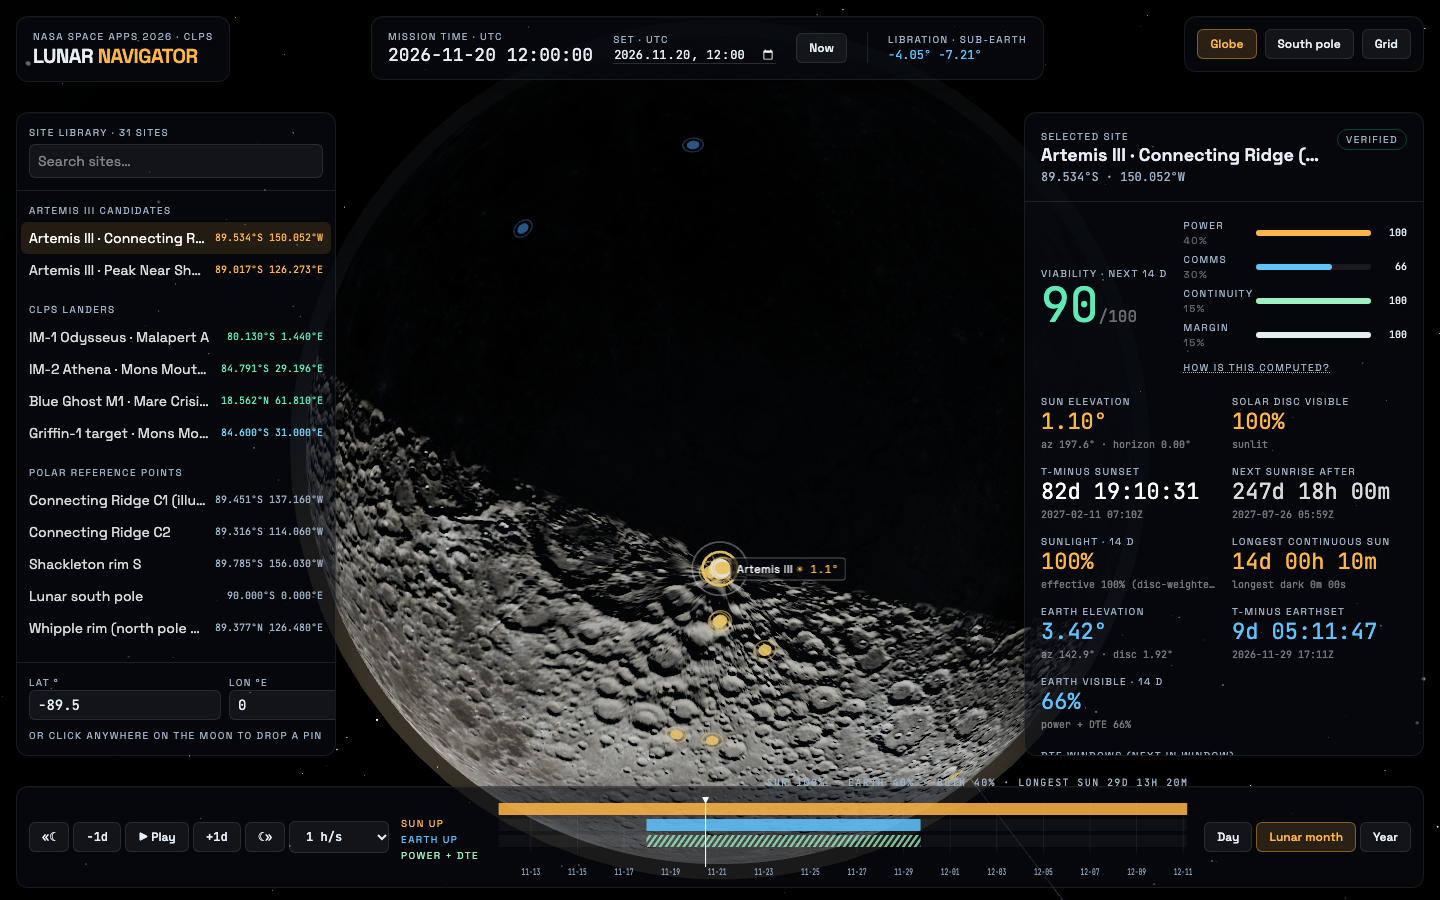 NASA SPACE APPS 2026 · CLPS
LUNAR NAVIGATOR
MISSION TIME · UTC
2026-11-20 12:00:00
SET · UTC
2026.11.20, 12:00
Now
LIBRATION · SUB-EARTH
-4.05° -7.21°
Globe
South pole
Grid
SITE LIBRARY · 31 SITES
Search sites…
ARTEMIS III CANDIDATES
Artemis III · Connecting R… 89.534°S 150.052°W
Artemis III · Peak Near Sh… 89.017°S 126.273°E
CLPS LANDERS
IM-1 Odysseus · Malapert A 80.130°S 1.440°E
IM-2 Athena · Mons Mout… 84.791°S 29.196°E
Blue Ghost M1 · Mare Crisi… 18.562°N 61.810°E
Griffin-1 target · Mons Mo… 84.600°S 31.000°E
POLAR REFERENCE POINTS
Connecting Ridge C1 (illu… 89.451°S 137.160°W
Connecting Ridge C2 89.316°S 114.060°W
Shackleton rim S 89.785°S 156.030°W
Lunar south pole 90.000°S 0.000°E
Whipple rim (north pole … 89.377°N 126.480°E
LAT °
LON °E
-89.5
0
OR CLICK ANYWHERE ON THE MOON TO DROP A PIN
Artemis III ☀ 1.1°
SELECTED SITE
VERIFIED
Artemis III · Connecting Ridge (…
89.534°S · 150.052°W
VIABILITY · NEXT 14 D
90/100
POWER
40%
100
COMMS
30%
66
CONTINUITY
15%
100
MARGIN
15%
100
HOW IS THIS COMPUTED?
SUN ELEVATION
1.10°
az 197.6° · horizon 0.00°
SOLAR DISC VISIBLE
100%
sunlit
T-MINUS SUNSET
82d 19:10:31
2027-02-11 07:10Z
NEXT SUNRISE AFTER
247d 18h 00m
2027-07-26 05:59Z
SUNLIGHT · 14 D
100%
effective 100% (disc-weighte…
LONGEST CONTINUOUS SUN
14d 00h 10m
longest dark 0m 00s
EARTH ELEVATION
3.42°
az 142.9° · disc 1.92°
T-MINUS EARTHSET
9d 05:11:47
2026-11-29 17:11Z
EARTH VISIBLE · 14 D
66%
power + DTE 66%
DTE WINDOWS (NEXT IN WINDOW)
SUN 100% · EARTH 40% · BOTH 40% · LONGEST SUN 29D 13H 20M
«☾
-1d
▶ Play
+1d
☾»
1 h/s
SUN UP
EARTH UP
POWER + DTE
11-13 11-15 11-17 11-19 11-21 11-23 11-25 11-27 11-29 12-01 12-03 12-05 12-07 12-09 12-11
Day
Lunar month
Year